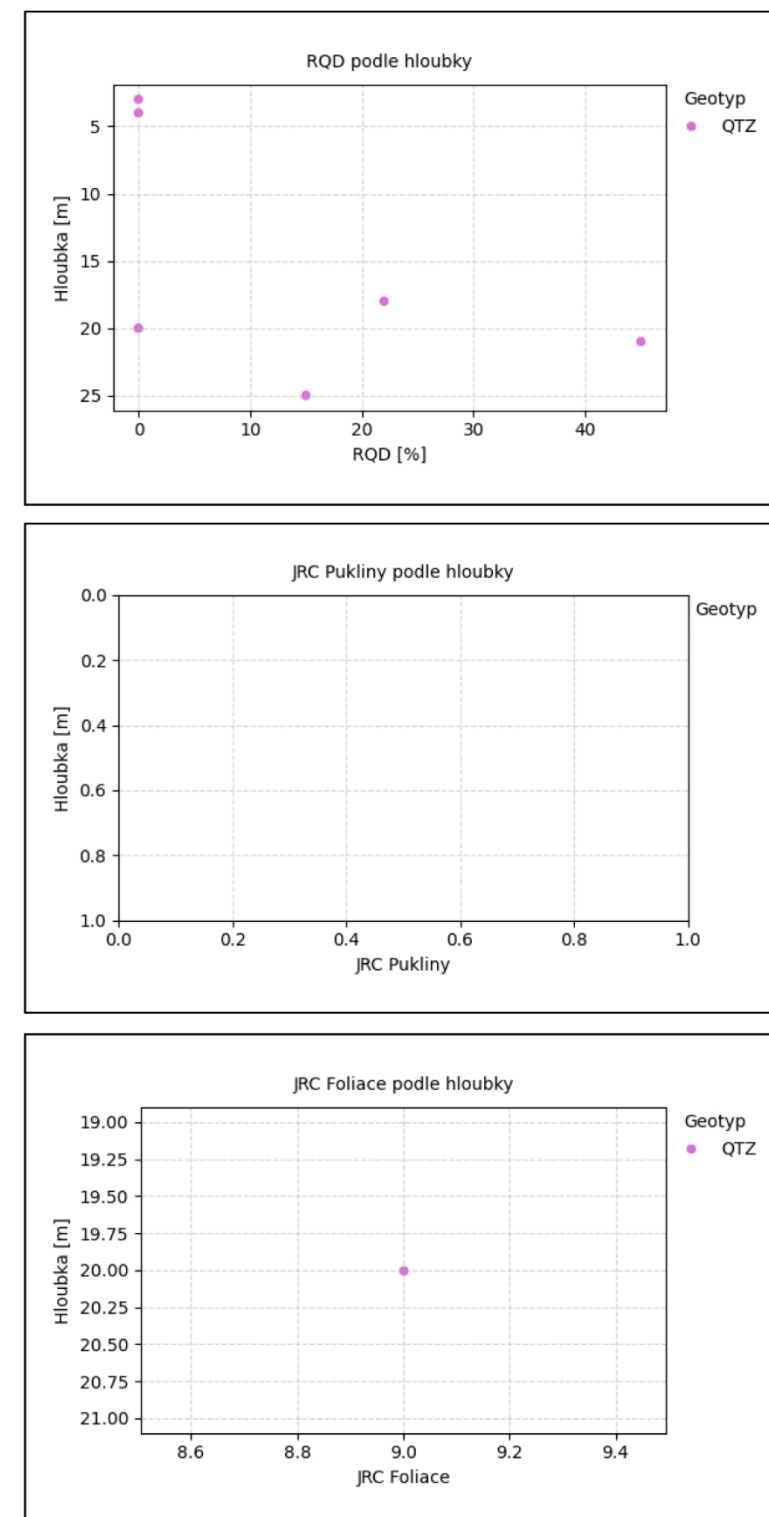 RQD podle hloubky
Geotyp
QTZ
5
10
15
20
25
Hloubka [m]
0 10 20 30 40
RQD [%]
JRC Pukliny podle hloubky
Geotyp
0.0
0.2
0.4
0.6
0.8
1.0
Hloubka [m]
0.0 0.2 0.4 0.6 0.8 1.0
JRC Pukliny
JRC Foliace podle hloubky
Geotyp
QTZ
19.00
19.25
19.50
19.75
20.00
20.25
20.50
20.75
21.00
Hloubka [m]
8.6 8.8 9.0 9.2 9.4
JRC Foliace